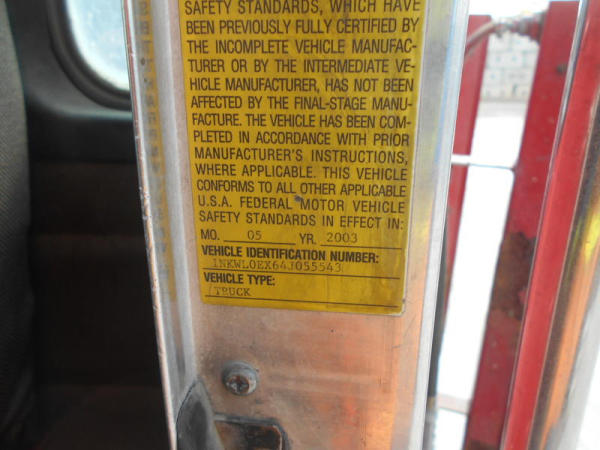 SAFETY STANDARDS, WHICH HAVE
BEEN PREVIOUSLY FULLY CERTIFIED BY
THE INCOMPLETE VEHICLE MANUFAC-
TURER OR BY THE INTERMEDIATE VE-
HICLE MANUFACTURER, HAS NOT BEEN
AFFECTED BY THE FINAL-STAGE MANU-
FACTURE. THE VEHICLE HAS BEEN COM-
PLETED IN ACCORDANCE WITH PRIOR
MANUFACTURER'S INSTRUCTIONS,
WHERE APPLICABLE. THIS VEHICLE
CONFORMS TO ALL OTHER APPLICABLE
U.S.A. FEDERAL MOTOR VEHICLE
SAFETY STANDARDS IN EFFECT IN:
MO. 05 YR. 2003
VEHICLE IDENTIFICATION NUMBER:
1NKWL0EX64J055543
VEHICLE TYPE:
TRUCK